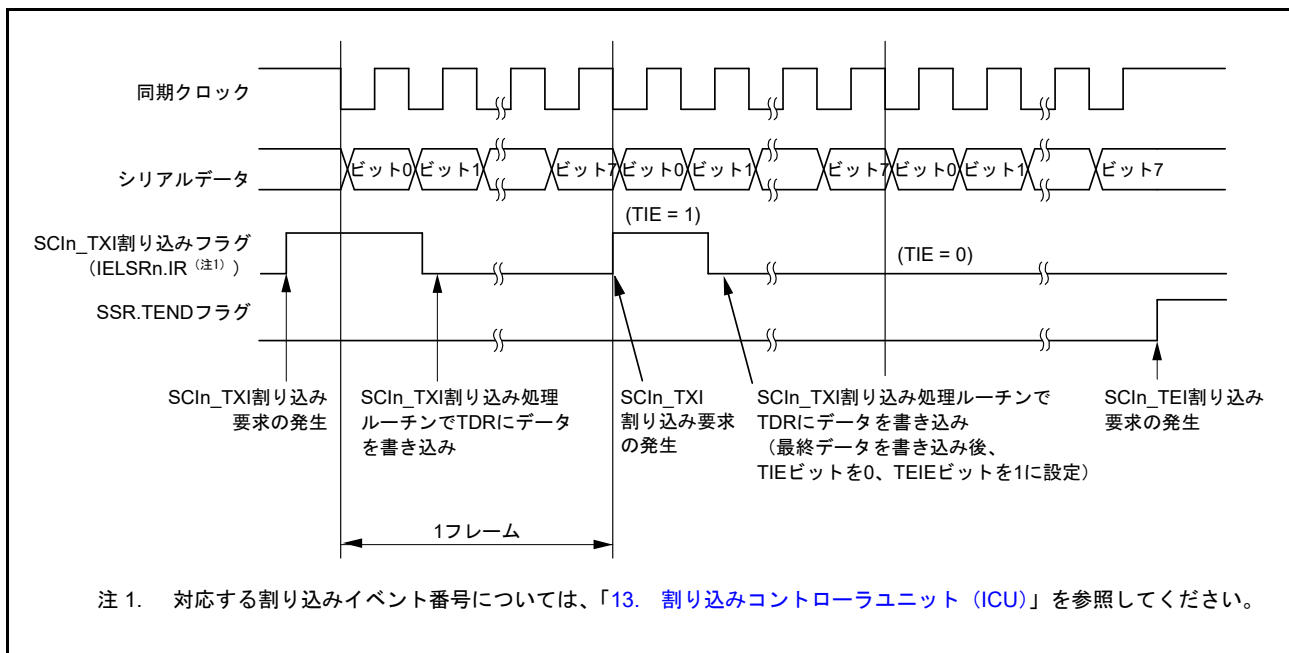 同期クロック
シリアルデータ
ビット0 ビット1 ビット7 ビット0 ビット1 ビット7 ビット0 ビット1 ビット7
(TIE = 1)
SCIn_TXI割り込みフラグ
(IELSRn.IR (注1) )
(TIE = 0)
SSR.TENDフラグ
SCIn_TXI割り込み
要求の発生
SCIn_TXI割り込み処理
ルーチンでTDRにデータ
を書き込み
SCIn_TXI
割り込み要求
の発生
SCIn_TXI割り込み処理ルーチンで
TDRにデータを書き込み
（最終データを書き込み後、
TIEビットを0、TEIEビットを1に設定）
SCIn_TEI割り込み
要求の発生
1フレーム
注 1. 対応する割り込みイベント番号については、「13. 割り込みコントローラユニット（ICU）」を参照してください。